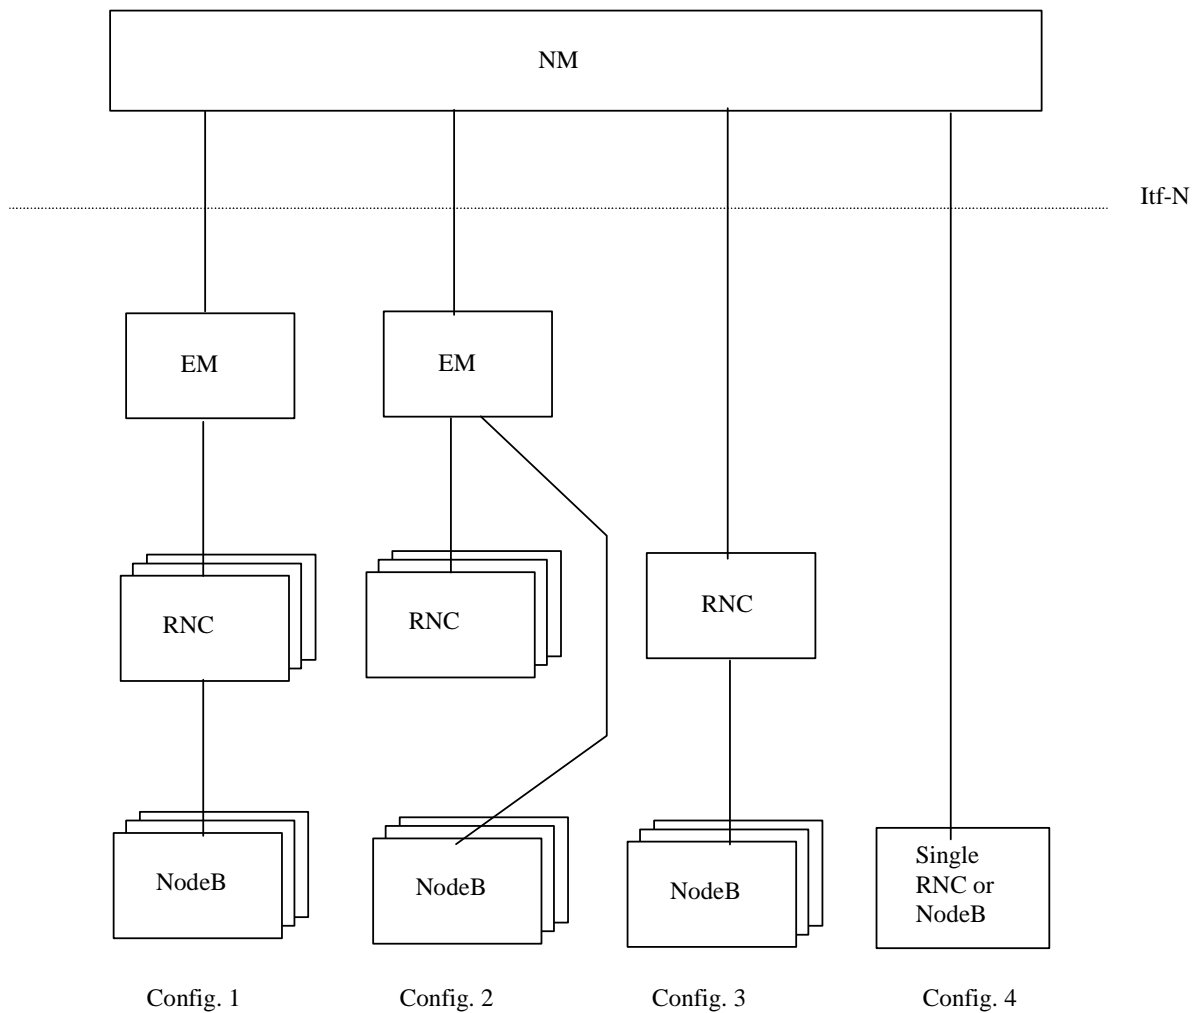 NM
Itf-N
EM
EM
RNC
RNC
RNC
NodeB
NodeB
NodeB
Single
RNC or
NodeB
Config. 1
Config. 2
Config. 3
Config. 4